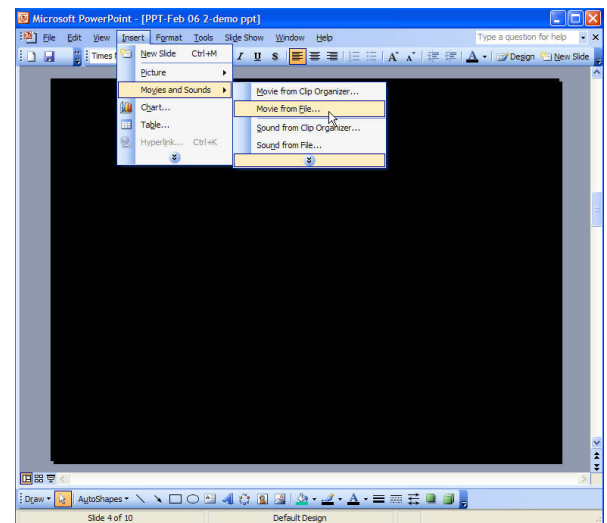 Microsoft PowerPoint - [PPT-Feb 06 2-demo ppt]
File Edit View Insert Format Tools Slide Show Window Help Type a question for help
Times I U S A A A Design New Slide
New Slide Ctrl+M
Picture
Movies and Sounds
Chart...
Table...
Hyperlink... Ctrl+K
Movie from Clip Organizer...
Movie from File...
Sound from Clip Organizer...
Sound from File...
Draw AutoShapes A
Slide 4 of 10 Default Design